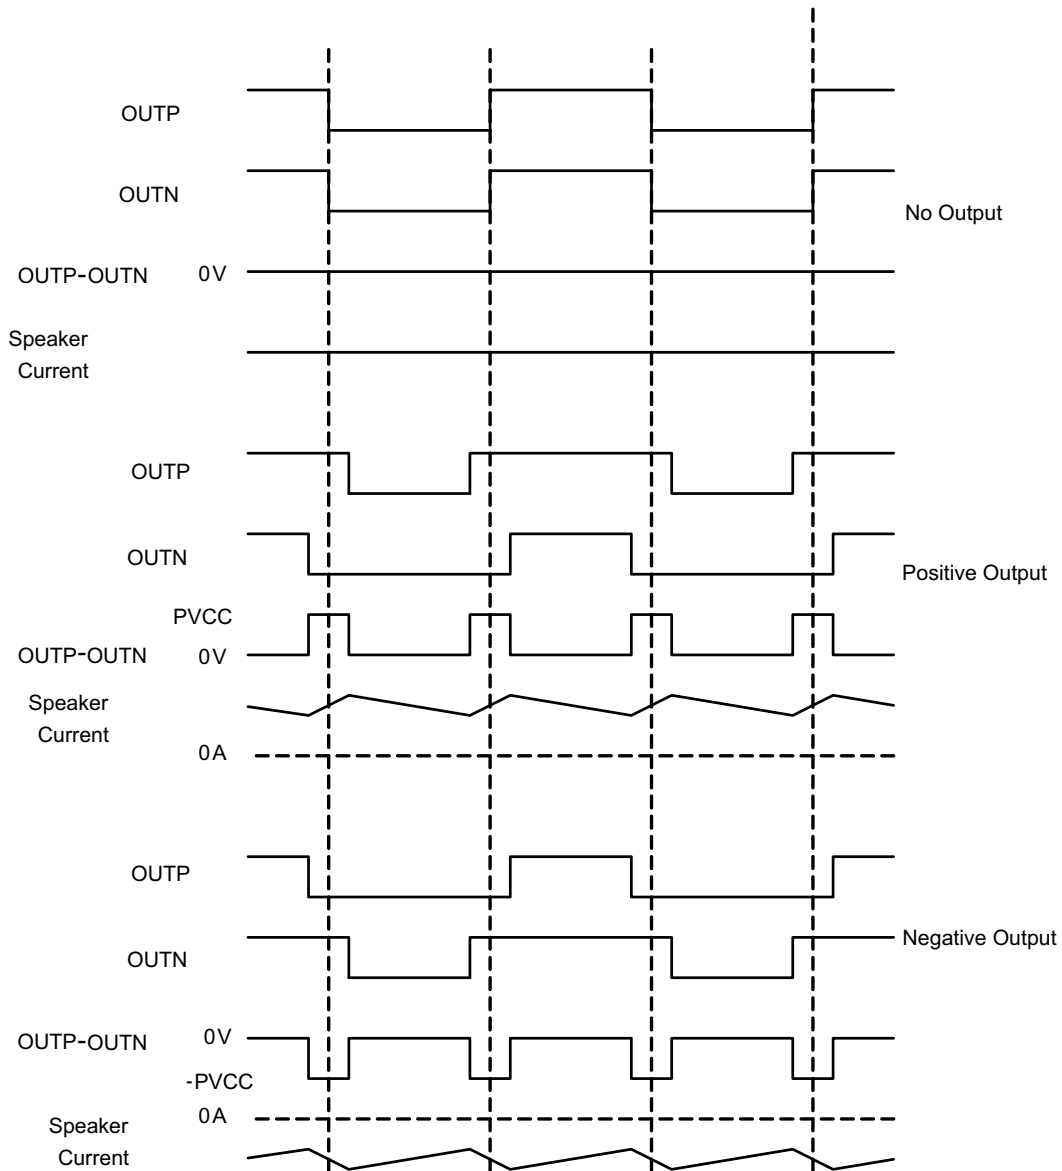 OUTP
OUTN
No Output
OUTP-OUTN 0V
Speaker
Current
OUTP
OUTN
Positive Output
PVCC
OUTP-OUTN 0V
Speaker
Current
0A
OUTP
OUTN
Negative Output
OUTP-OUTN 0V
-PVCC
0A
Speaker
Current